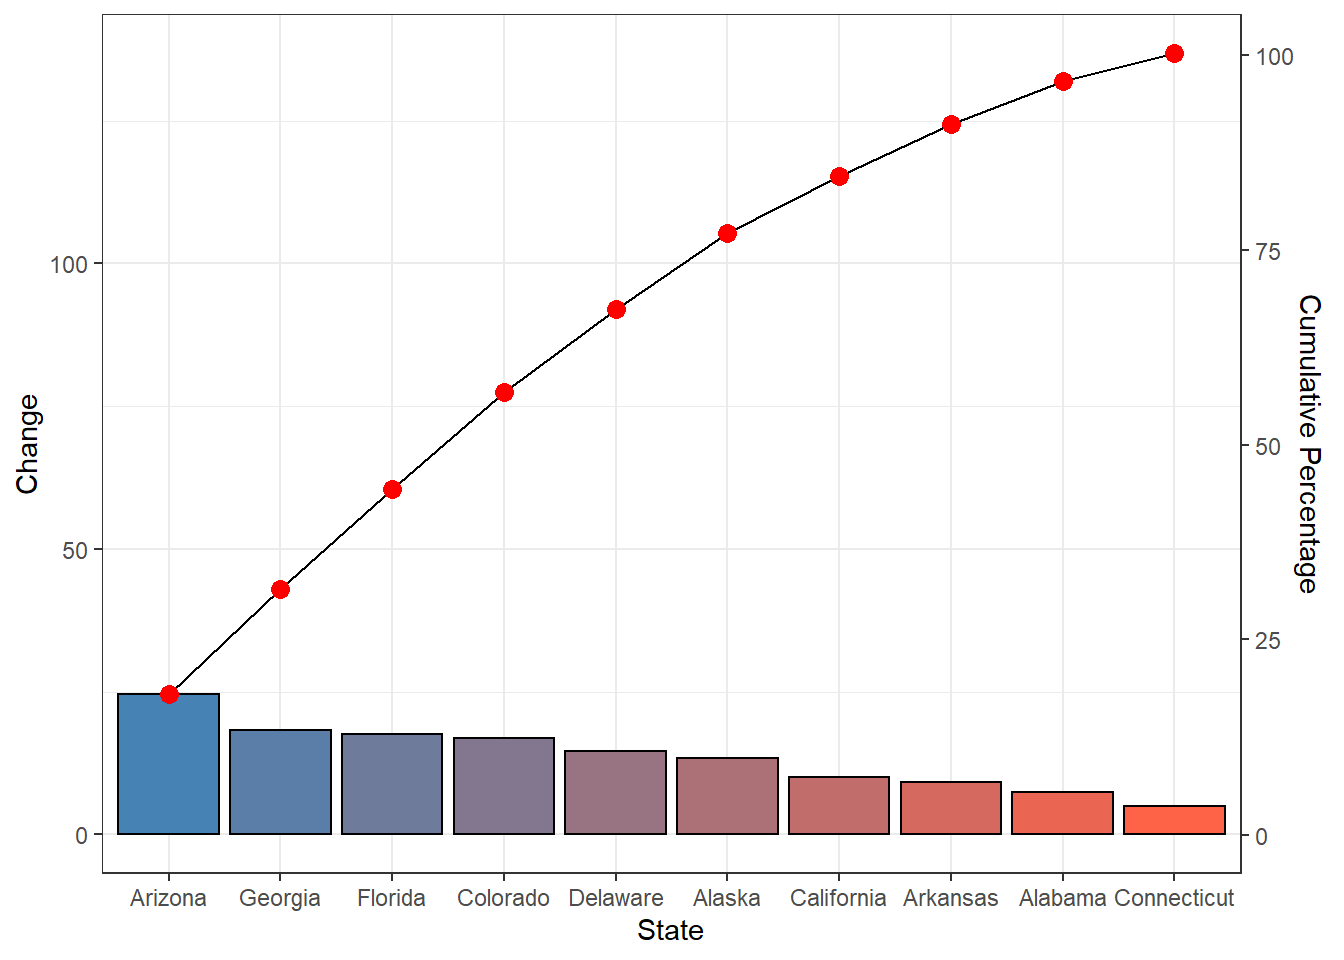 100
50
0
Change
100
75
50
25
0
Cumulative Percentage
Arizona Georgia Florida Colorado Delaware Alaska California Arkansas Alabama Connecticut
State